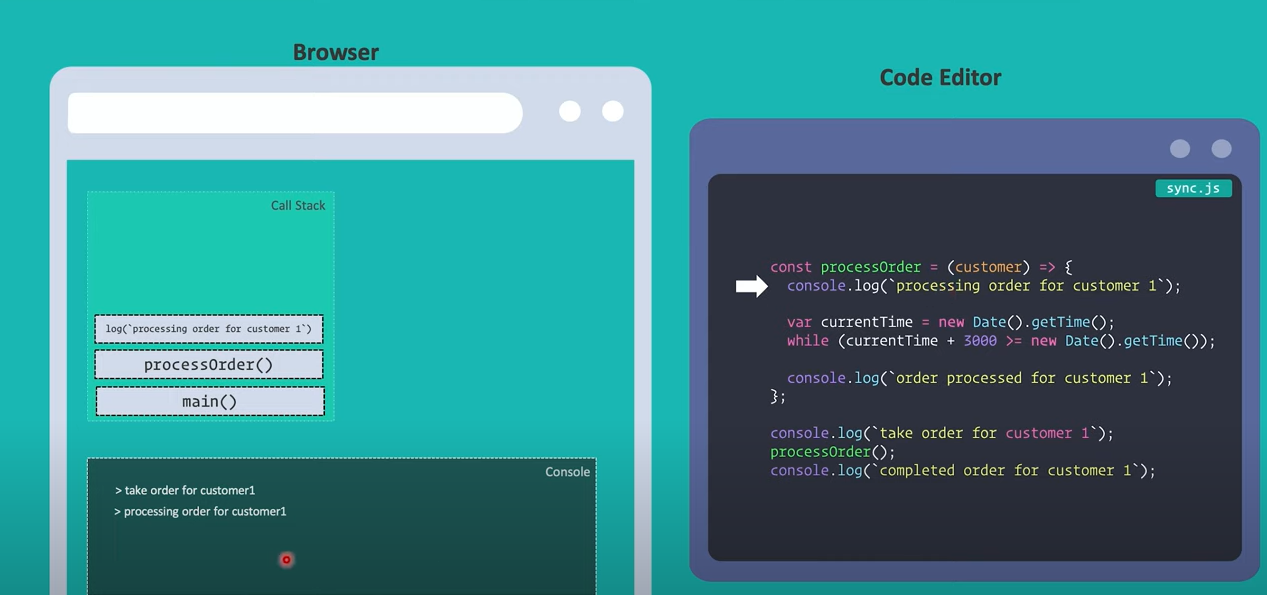 Browser
Call Stack
log(`processing order for customer 1`)
processOrder()
main()
Console
> take order for customer1
> processing order for customer1
Code Editor
sync.js
const processOrder = (customer) => {
console.log(`processing order for customer 1`);
var currentTime = new Date().getTime();
while (currentTime + 3000 >= new Date().getTime());
console.log(`order processed for customer 1`);
};
console.log(`take order for customer 1`);
processOrder();
console.log(`completed order for customer 1`);